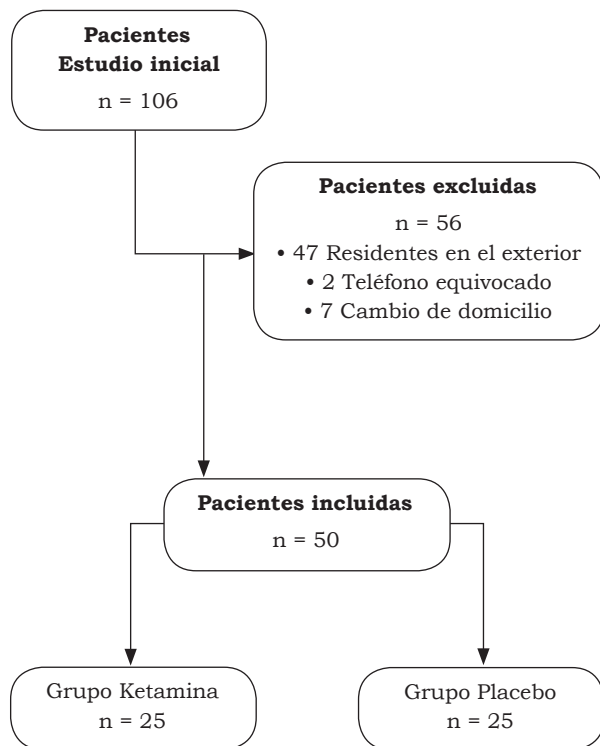 Pacientes
Estudio inicial
n = 106
Pacientes excluidas
n = 56
• 47 Residentes en el exterior
• 2 Teléfono equivocado
• 7 Cambio de domicilio
Pacientes incluidas
n = 50
Grupo Ketamina
n = 25
Grupo Placebo
n = 25